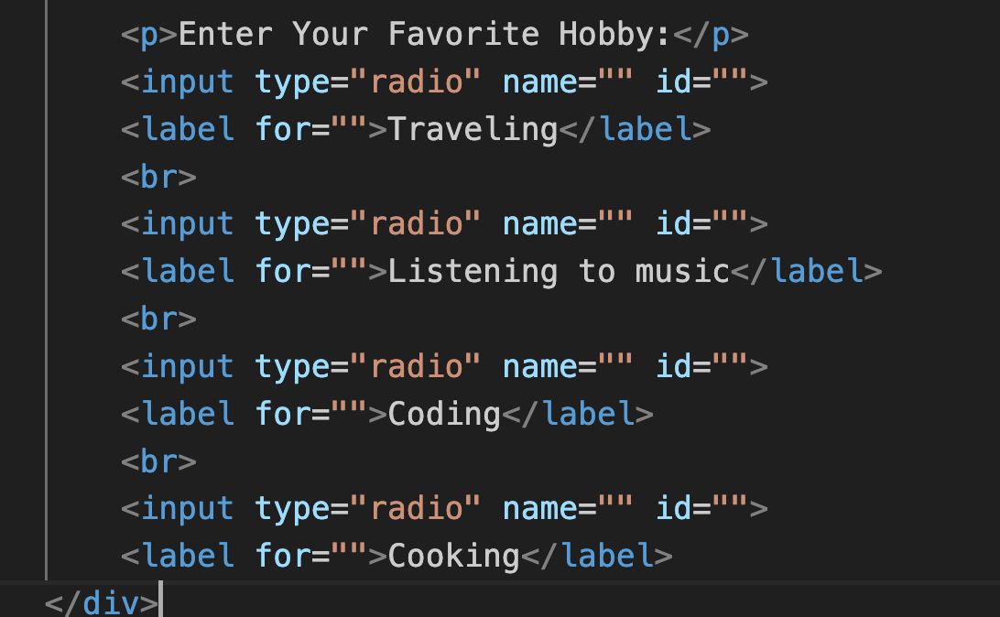 <p>Enter Your Favorite Hobby:</p>
<input type="radio" name="" id="">
<label for="">Traveling</label>
<br>
<input type="radio" name="" id="">
<label for="">Listening to music</label>
<br>
<input type="radio" name="" id="">
<label for="">Coding</label>
<br>
<input type="radio" name="" id="">
<label for="">Cooking</label>
</div>